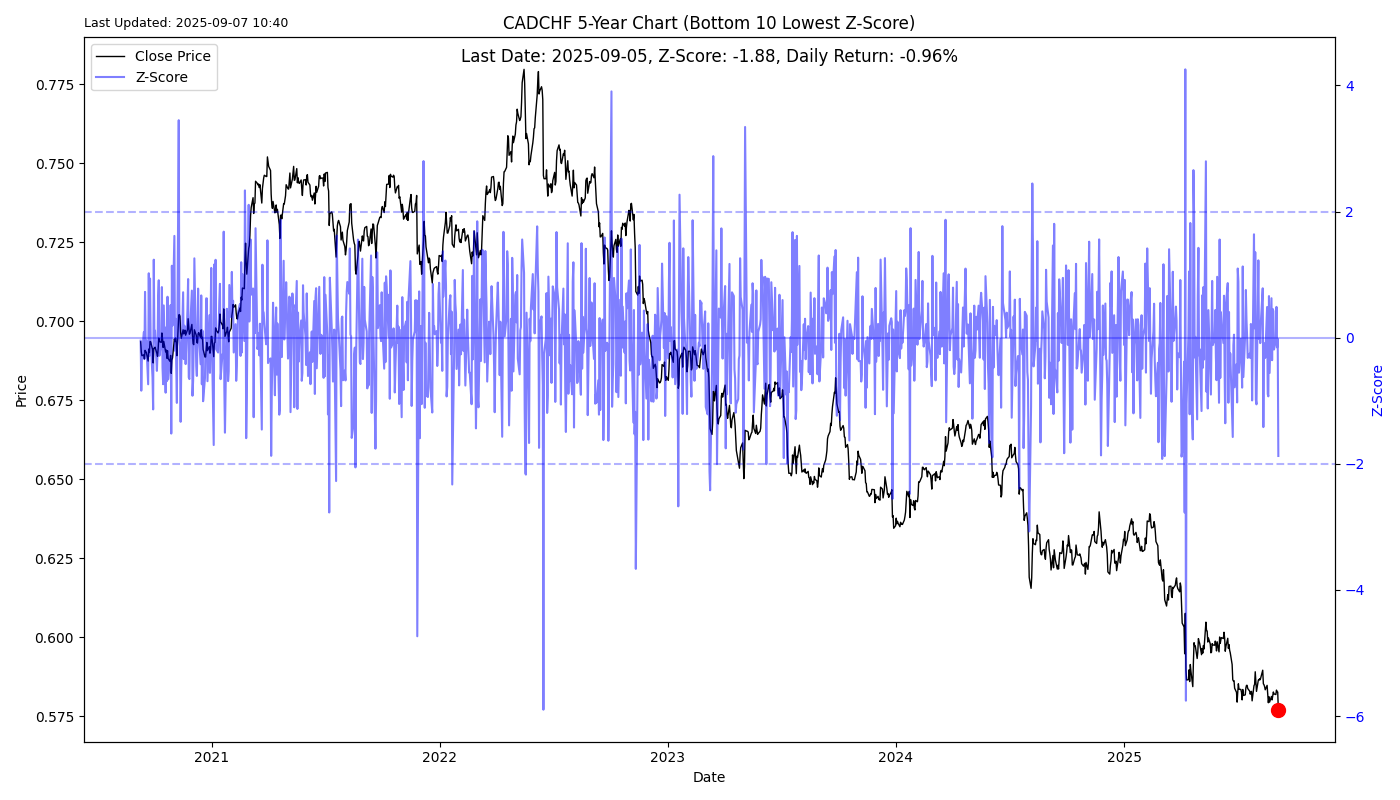 Last Updated: 2025-09-07 10:40
CADCHF 5-Year Chart (Bottom 10 Lowest Z-Score)
Last Date: 2025-09-05, Z-Score: -1.88, Daily Return: -0.96%
Close Price
Z-Score
0.775
0.750
0.725
0.700
0.675
0.650
0.625
0.600
0.575
Price
4
2
0
−2
−4
−6
Z-Score
2021
2022
2023
2024
2025
Date